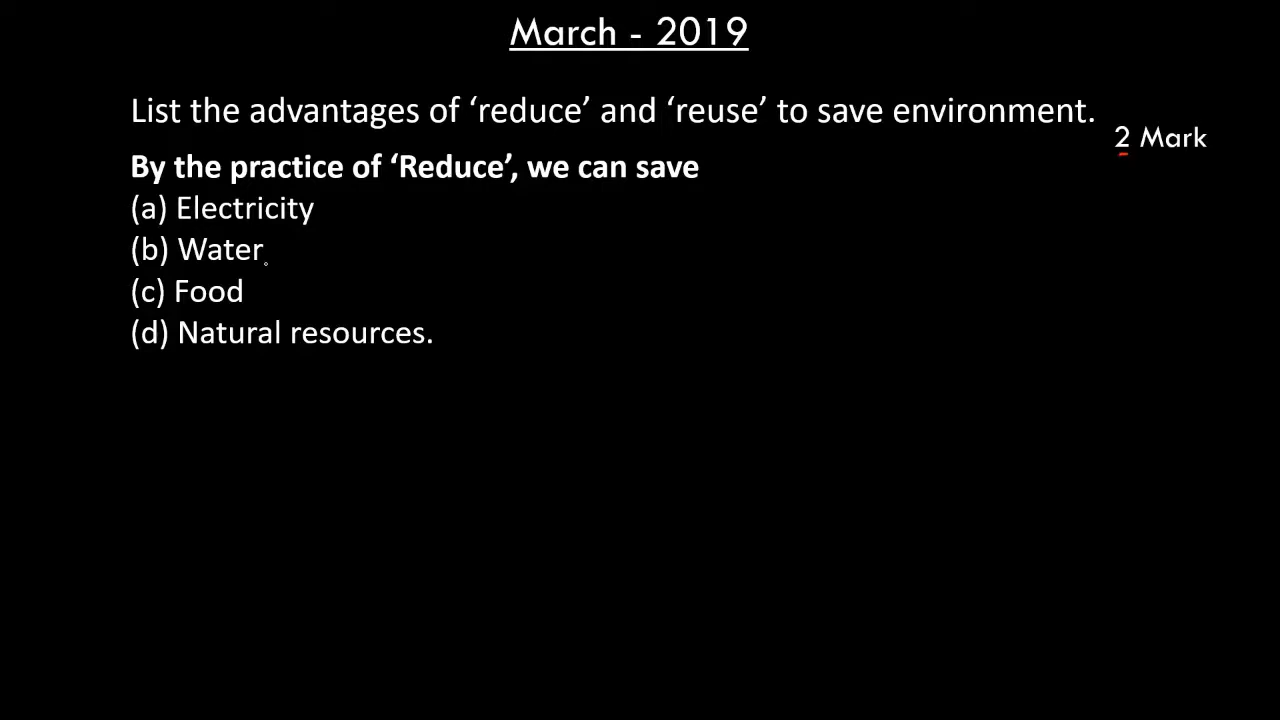 March - 2019
List the advantages of ‘reduce’ and ‘reuse’ to save environment.
2 Mark
By the practice of ‘Reduce’, we can save
(a) Electricity
(b) Water
(c) Food
(d) Natural resources.